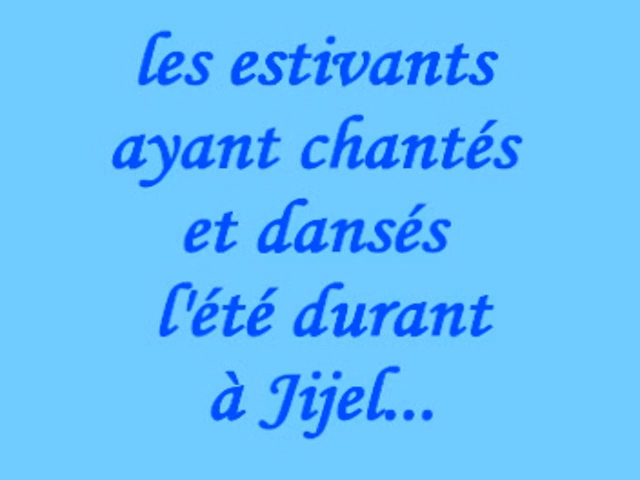 les estivants
ayant chantés
et dansés
l'été durant
à Jijel...